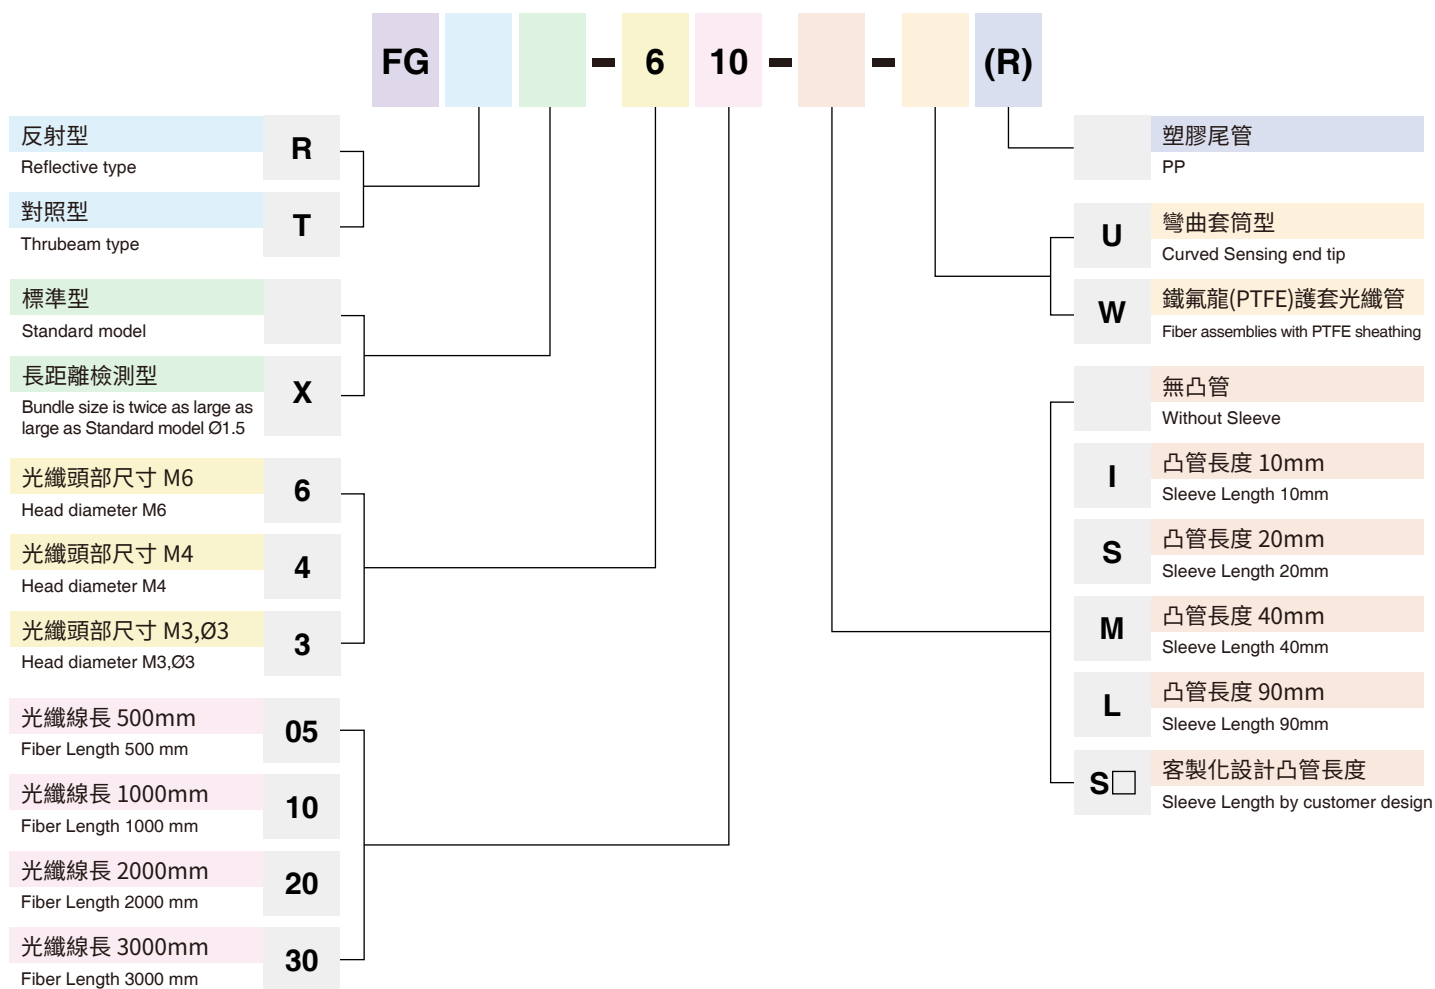 FG - 6 10 - - (R)
反射型
Reflective type
R
對照型
Thrubeam type
T
標準型
Standard model
長距離檢測型
Bundle size is twice as large as
large as Standard model Ø1.5
X
光纖頭部尺寸 M6
Head diameter M6
6
光纖頭部尺寸 M4
Head diameter M4
4
光纖頭部尺寸 M3,Ø3
Head diameter M3,Ø3
3
光纖線長 500mm
Fiber Length 500 mm
05
光纖線長 1000mm
Fiber Length 1000 mm
10
光纖線長 2000mm
Fiber Length 2000 mm
20
光纖線長 3000mm
Fiber Length 3000 mm
30
塑膠尾管
PP
U
彎曲套筒型
Curved Sensing end tip
W
鐵氟龍(PTFE)護套光纖管
Fiber assemblies with PTFE sheathing
無凸管
Without Sleeve
I
凸管長度 10mm
Sleeve Length 10mm
S
凸管長度 20mm
Sleeve Length 20mm
M
凸管長度 40mm
Sleeve Length 40mm
L
凸管長度 90mm
Sleeve Length 90mm
S□
客製化設計凸管長度
Sleeve Length by customer design